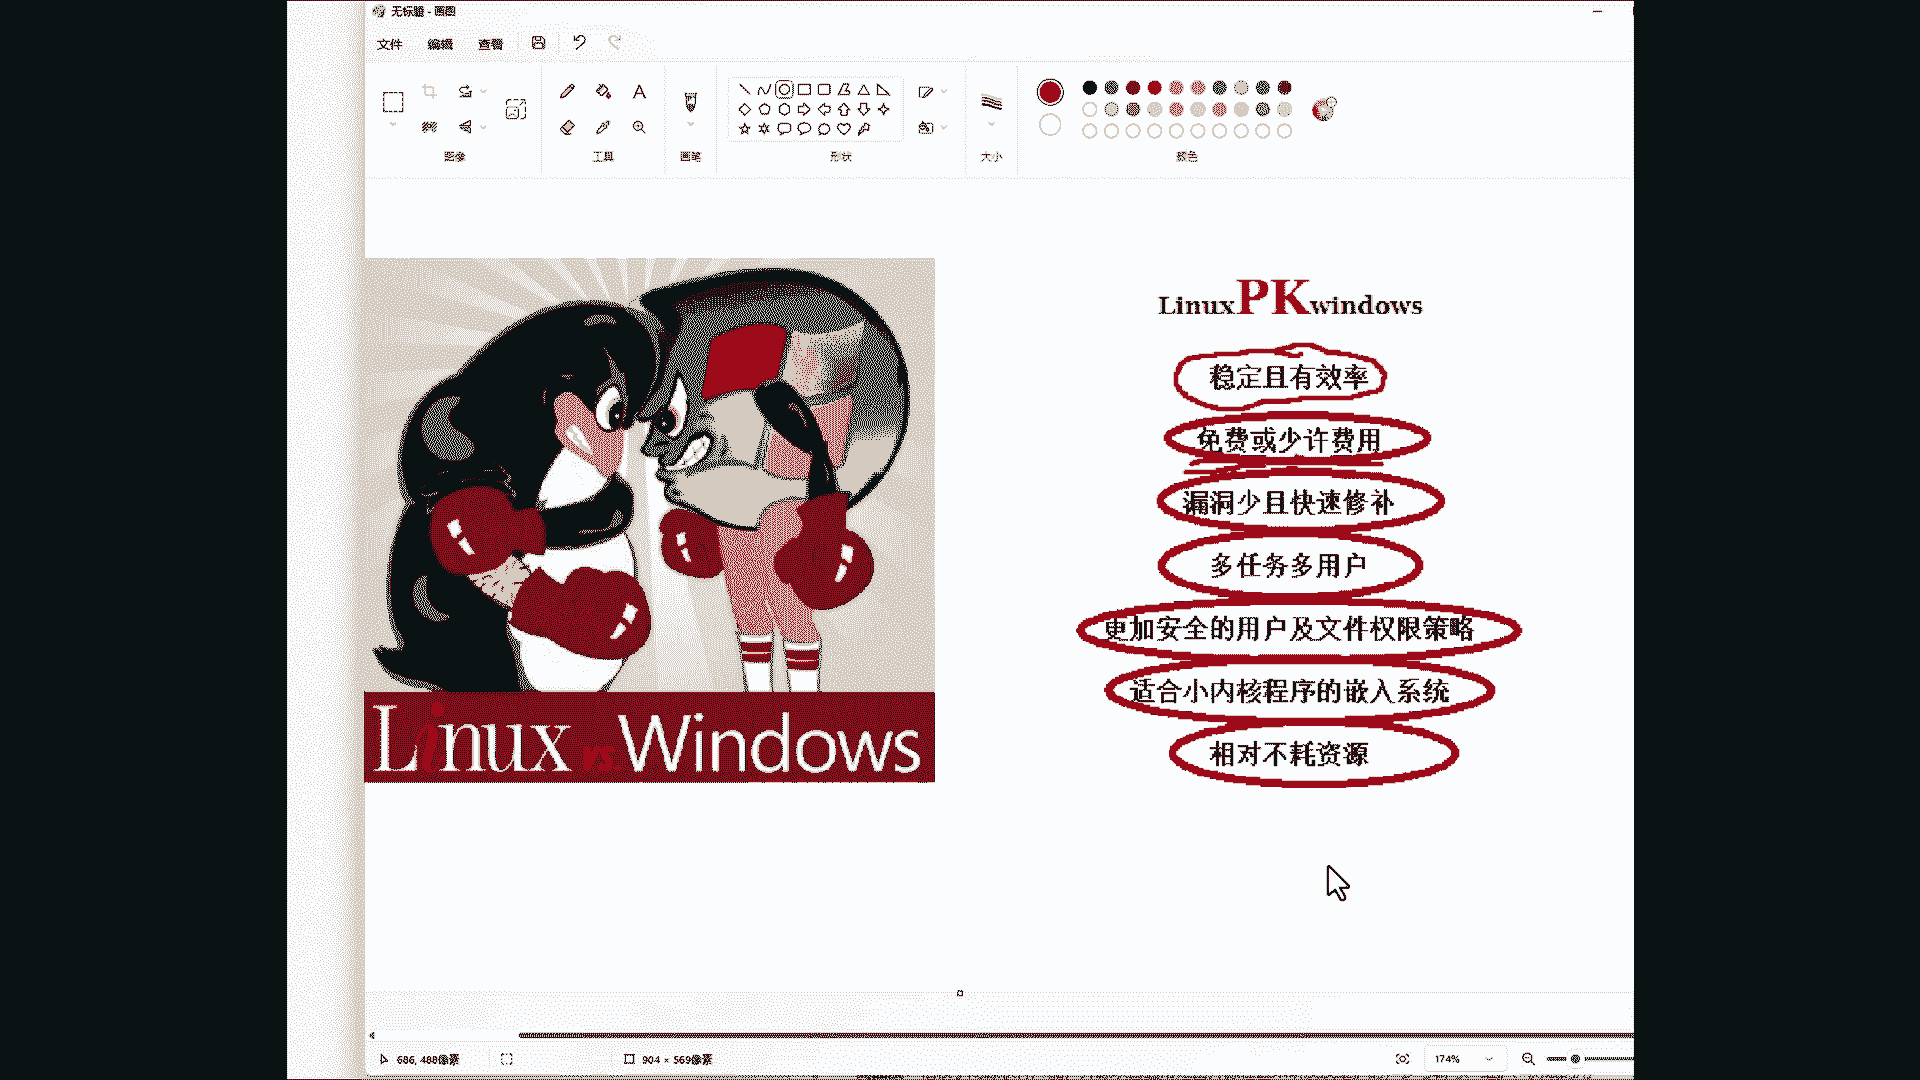 无标题 - 画图
文件 编辑 查看
图像 工具 画笔 形状 大小 颜色
Linux PK windows
稳定且有效率
免费或少许费用
漏洞少且快速修补
多任务多用户
更加安全的用户及文件权限策略
适合小内核程序的嵌入系统
相对不耗资源
Linux Windows
686, 488像素 904 × 569像素 174%